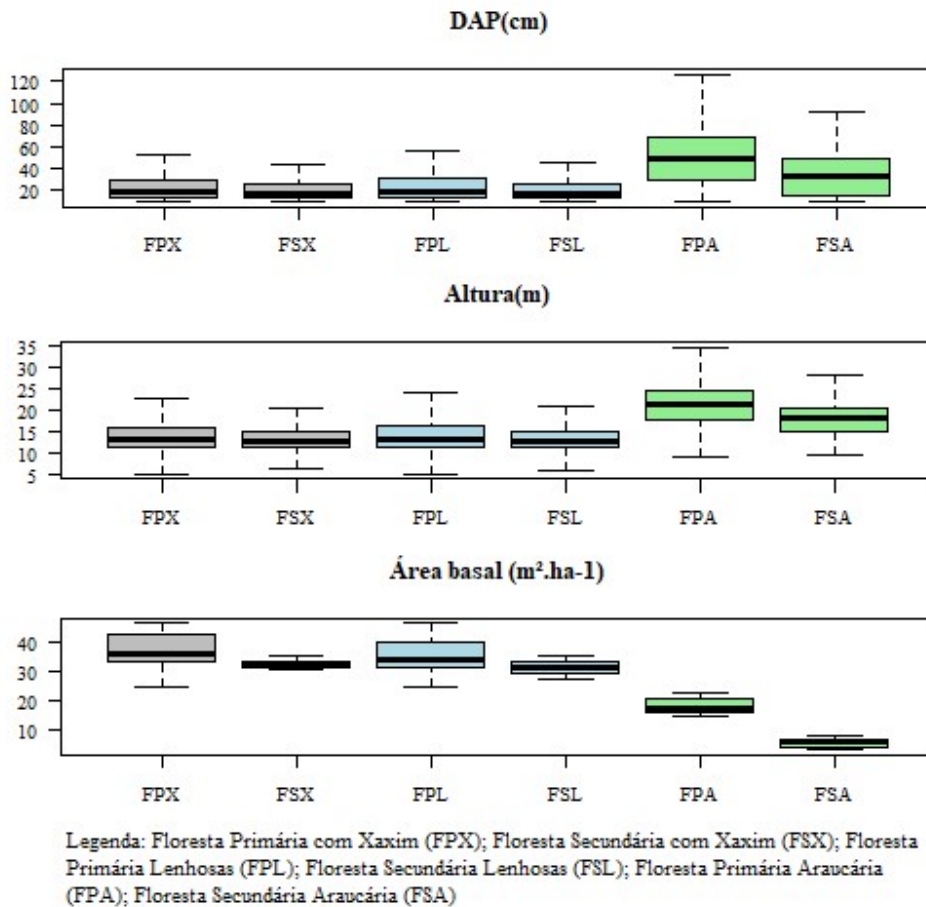 DAP(cm)
120
100
80
60
40
20
FPX FSX FPL FSL FPA FSA
Altura(m)
35
30
25
20
15
10
5
FPX FSX FPL FSL FPA FSA
Área basal (m².ha-1)
40
30
20
10
FPX FSX FPL FSL FPA FSA
Legenda: Floresta Primária com Xaxim (FPX); Floresta Secundária com Xaxim (FSX); Floresta
Primária Lenhosas (FPL); Floresta Secundária Lenhosas (FSL); Floresta Primária Araucária
(FPA); Floresta Secundária Araucária (FSA)